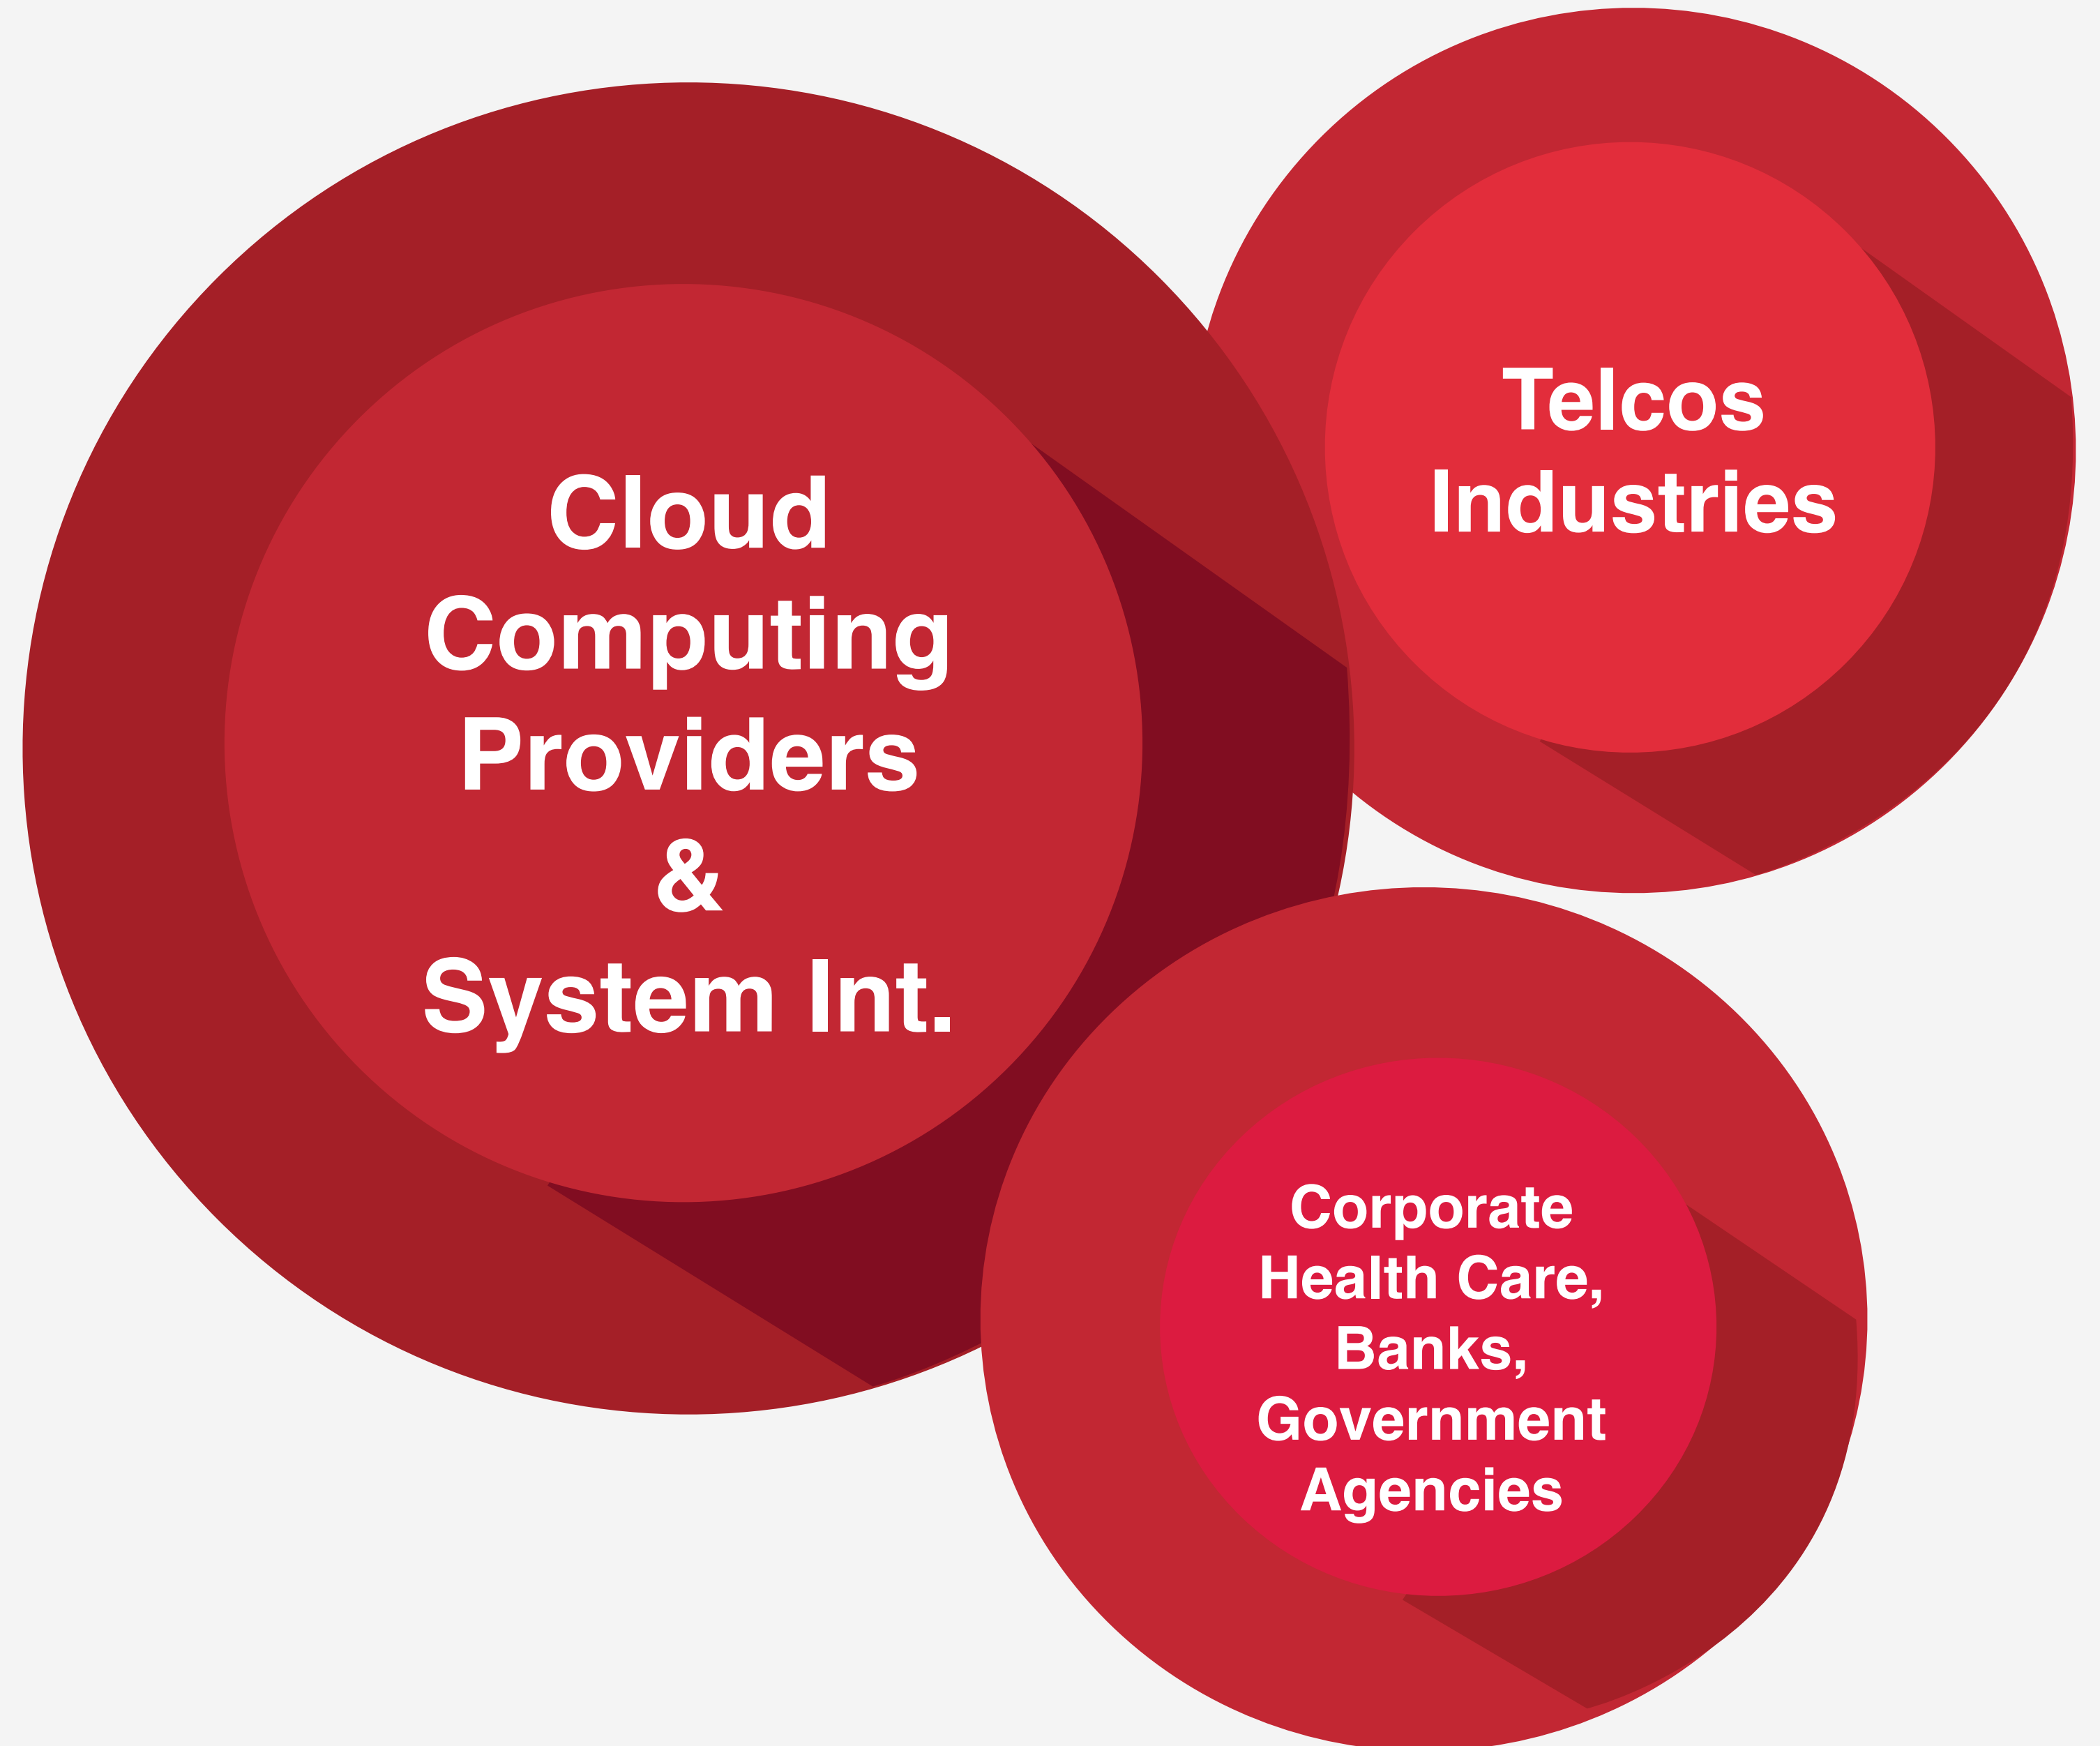 Cloud
Computing
Providers
&
System Int.
Telcos
Industries
Corporate
Health Care,
Banks,
Government
Agencies